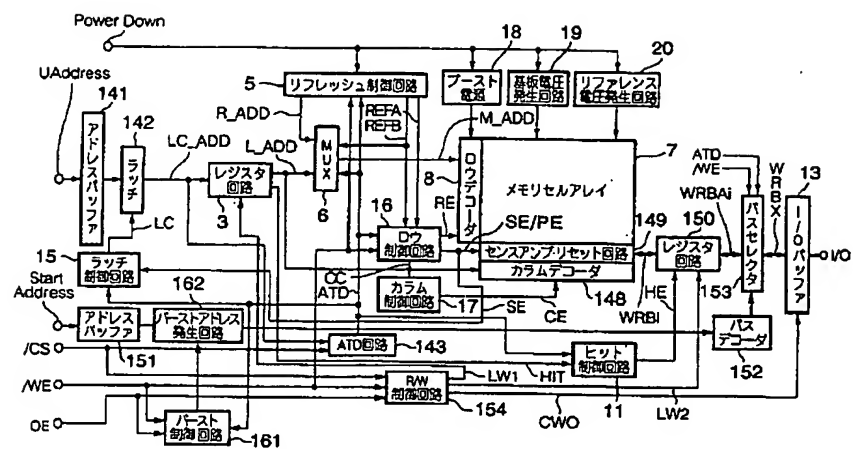 Power Down
UAddress
141
アドレスバッファ
142
ラッチ
LC_ADD
LC
15
ラッチ制御回路
Start Address
アドレスバッファ
151
162
バーストアドレス発生回路
/CS
/WE
OE
バースト制御回路
161
レジスタ回路
3
L_ADD
5
リフレッシュ制御回路
R_ADD
REFA
REFB
MUX
6
M_ADD
18
ブースト電源
19
基板電圧発生回路
20
リファレンス電圧発生回路
7
8
ロウデコーダ
メモリセルアレイ
RE
SE/PE
16
ロウ制御回路
CC
ATD
カラム制御回路
17
センスアンプ・リセット回路
149
カラムデコーダ
148
SE
CE
WRBi
ATD回路
143
LW1
HIT
R/W制御回路
154
CWO
LW2
ヒット制御回路
11
HE
150
レジスタ回路
WRBAi
ATD
/WE
バスセレクタ
153
バスデコーダ
152
WRBX
13
I/Oバッファ
I/O